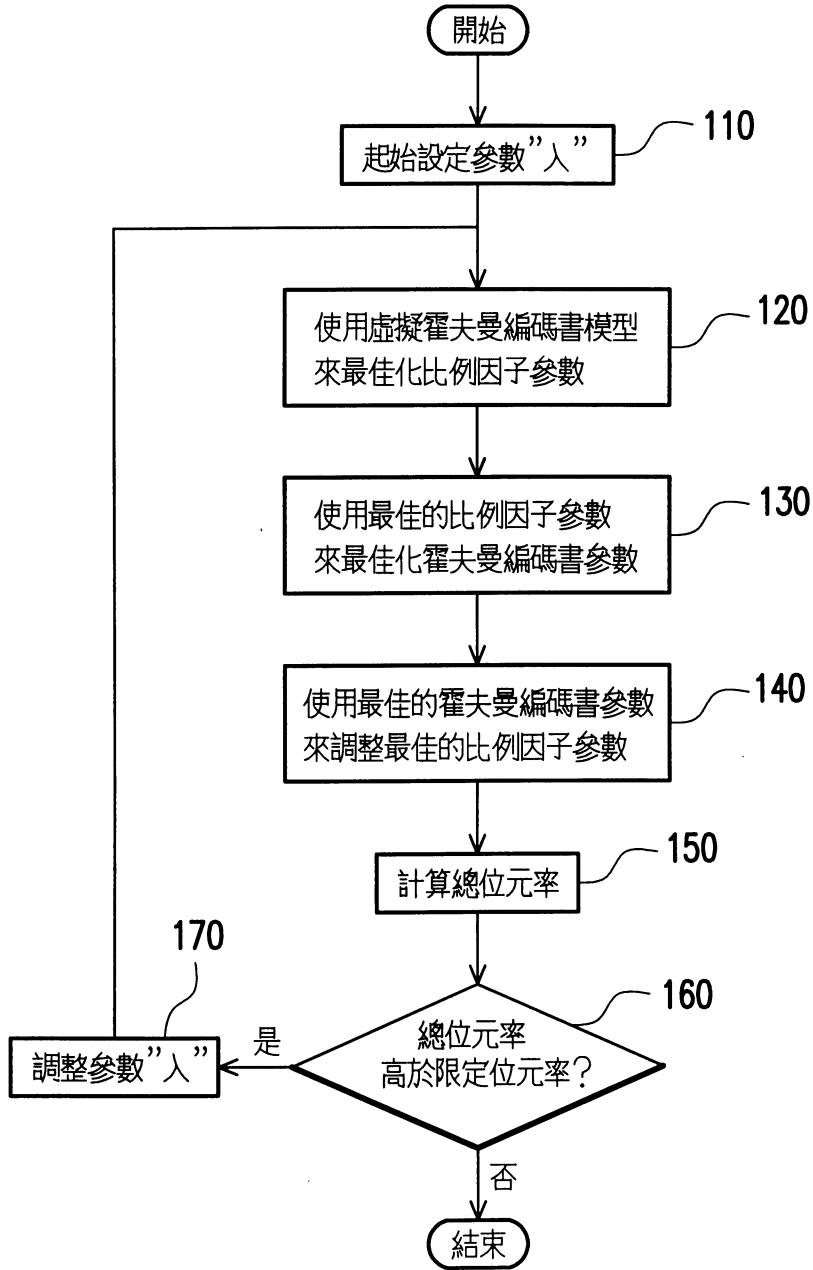 開始
起始設定參數”入”
110
使用虛擬霍夫曼編碼書模型
來最佳化比例因子參數
120
使用最佳的比例因子參數
來最佳化霍夫曼編碼書參數
130
使用最佳的霍夫曼編碼書參數
來調整最佳的比例因子參數
140
計算總位元率
150
總位元率
高於限定位元率?
160
是
調整參數”入”
170
否
結束